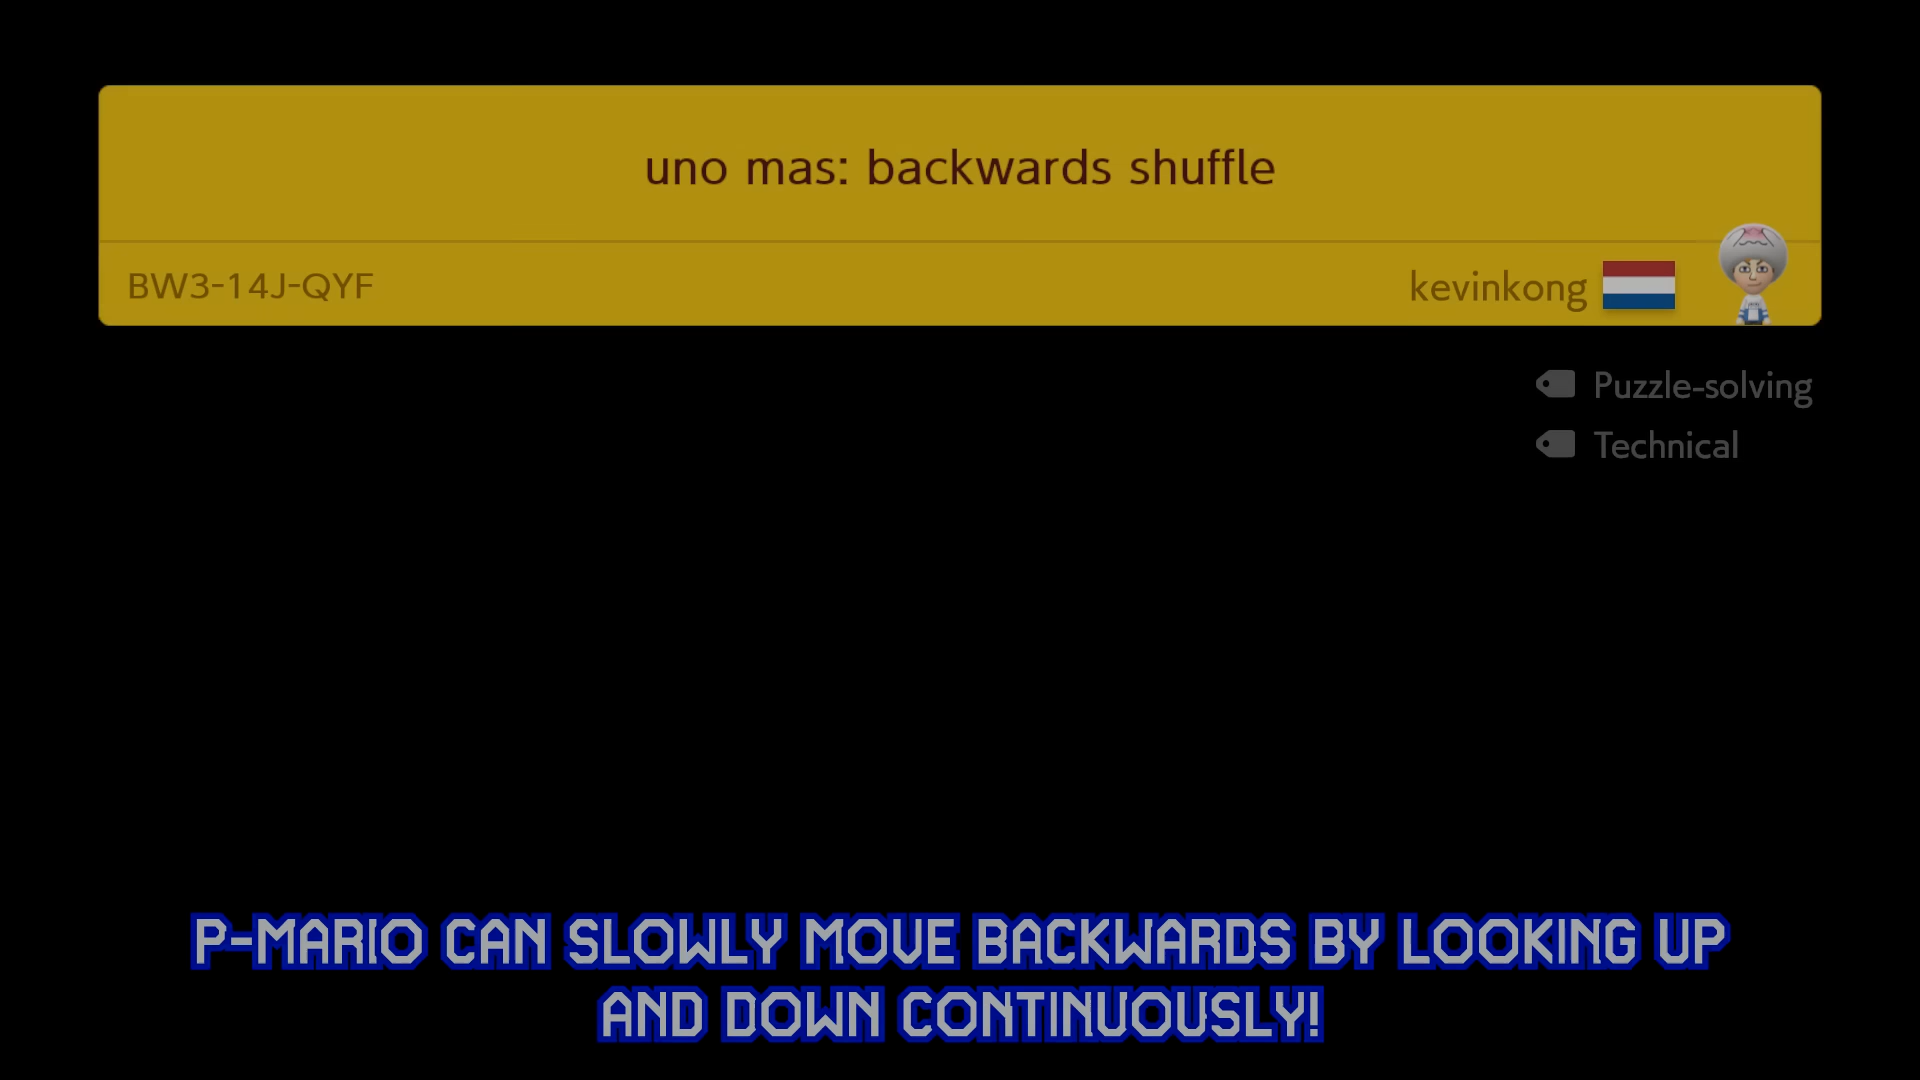 uno mas: backwards shuffle
BW3-14J-QYF
kevinkong
Puzzle-solving
Technical
P-MARIO CAN SLOWLY MOVE BACKWARDS BY LOOKING UP
AND DOWN CONTINUOUSLY!